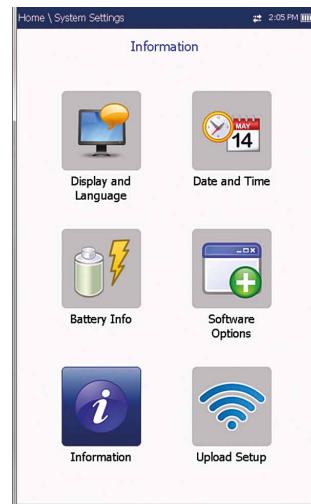 Home \ System Settings 2:05 PM
Information
Display and
Language
MAY
14
Date and Time
Battery Info
Software
Options
i
Information
Upload Setup